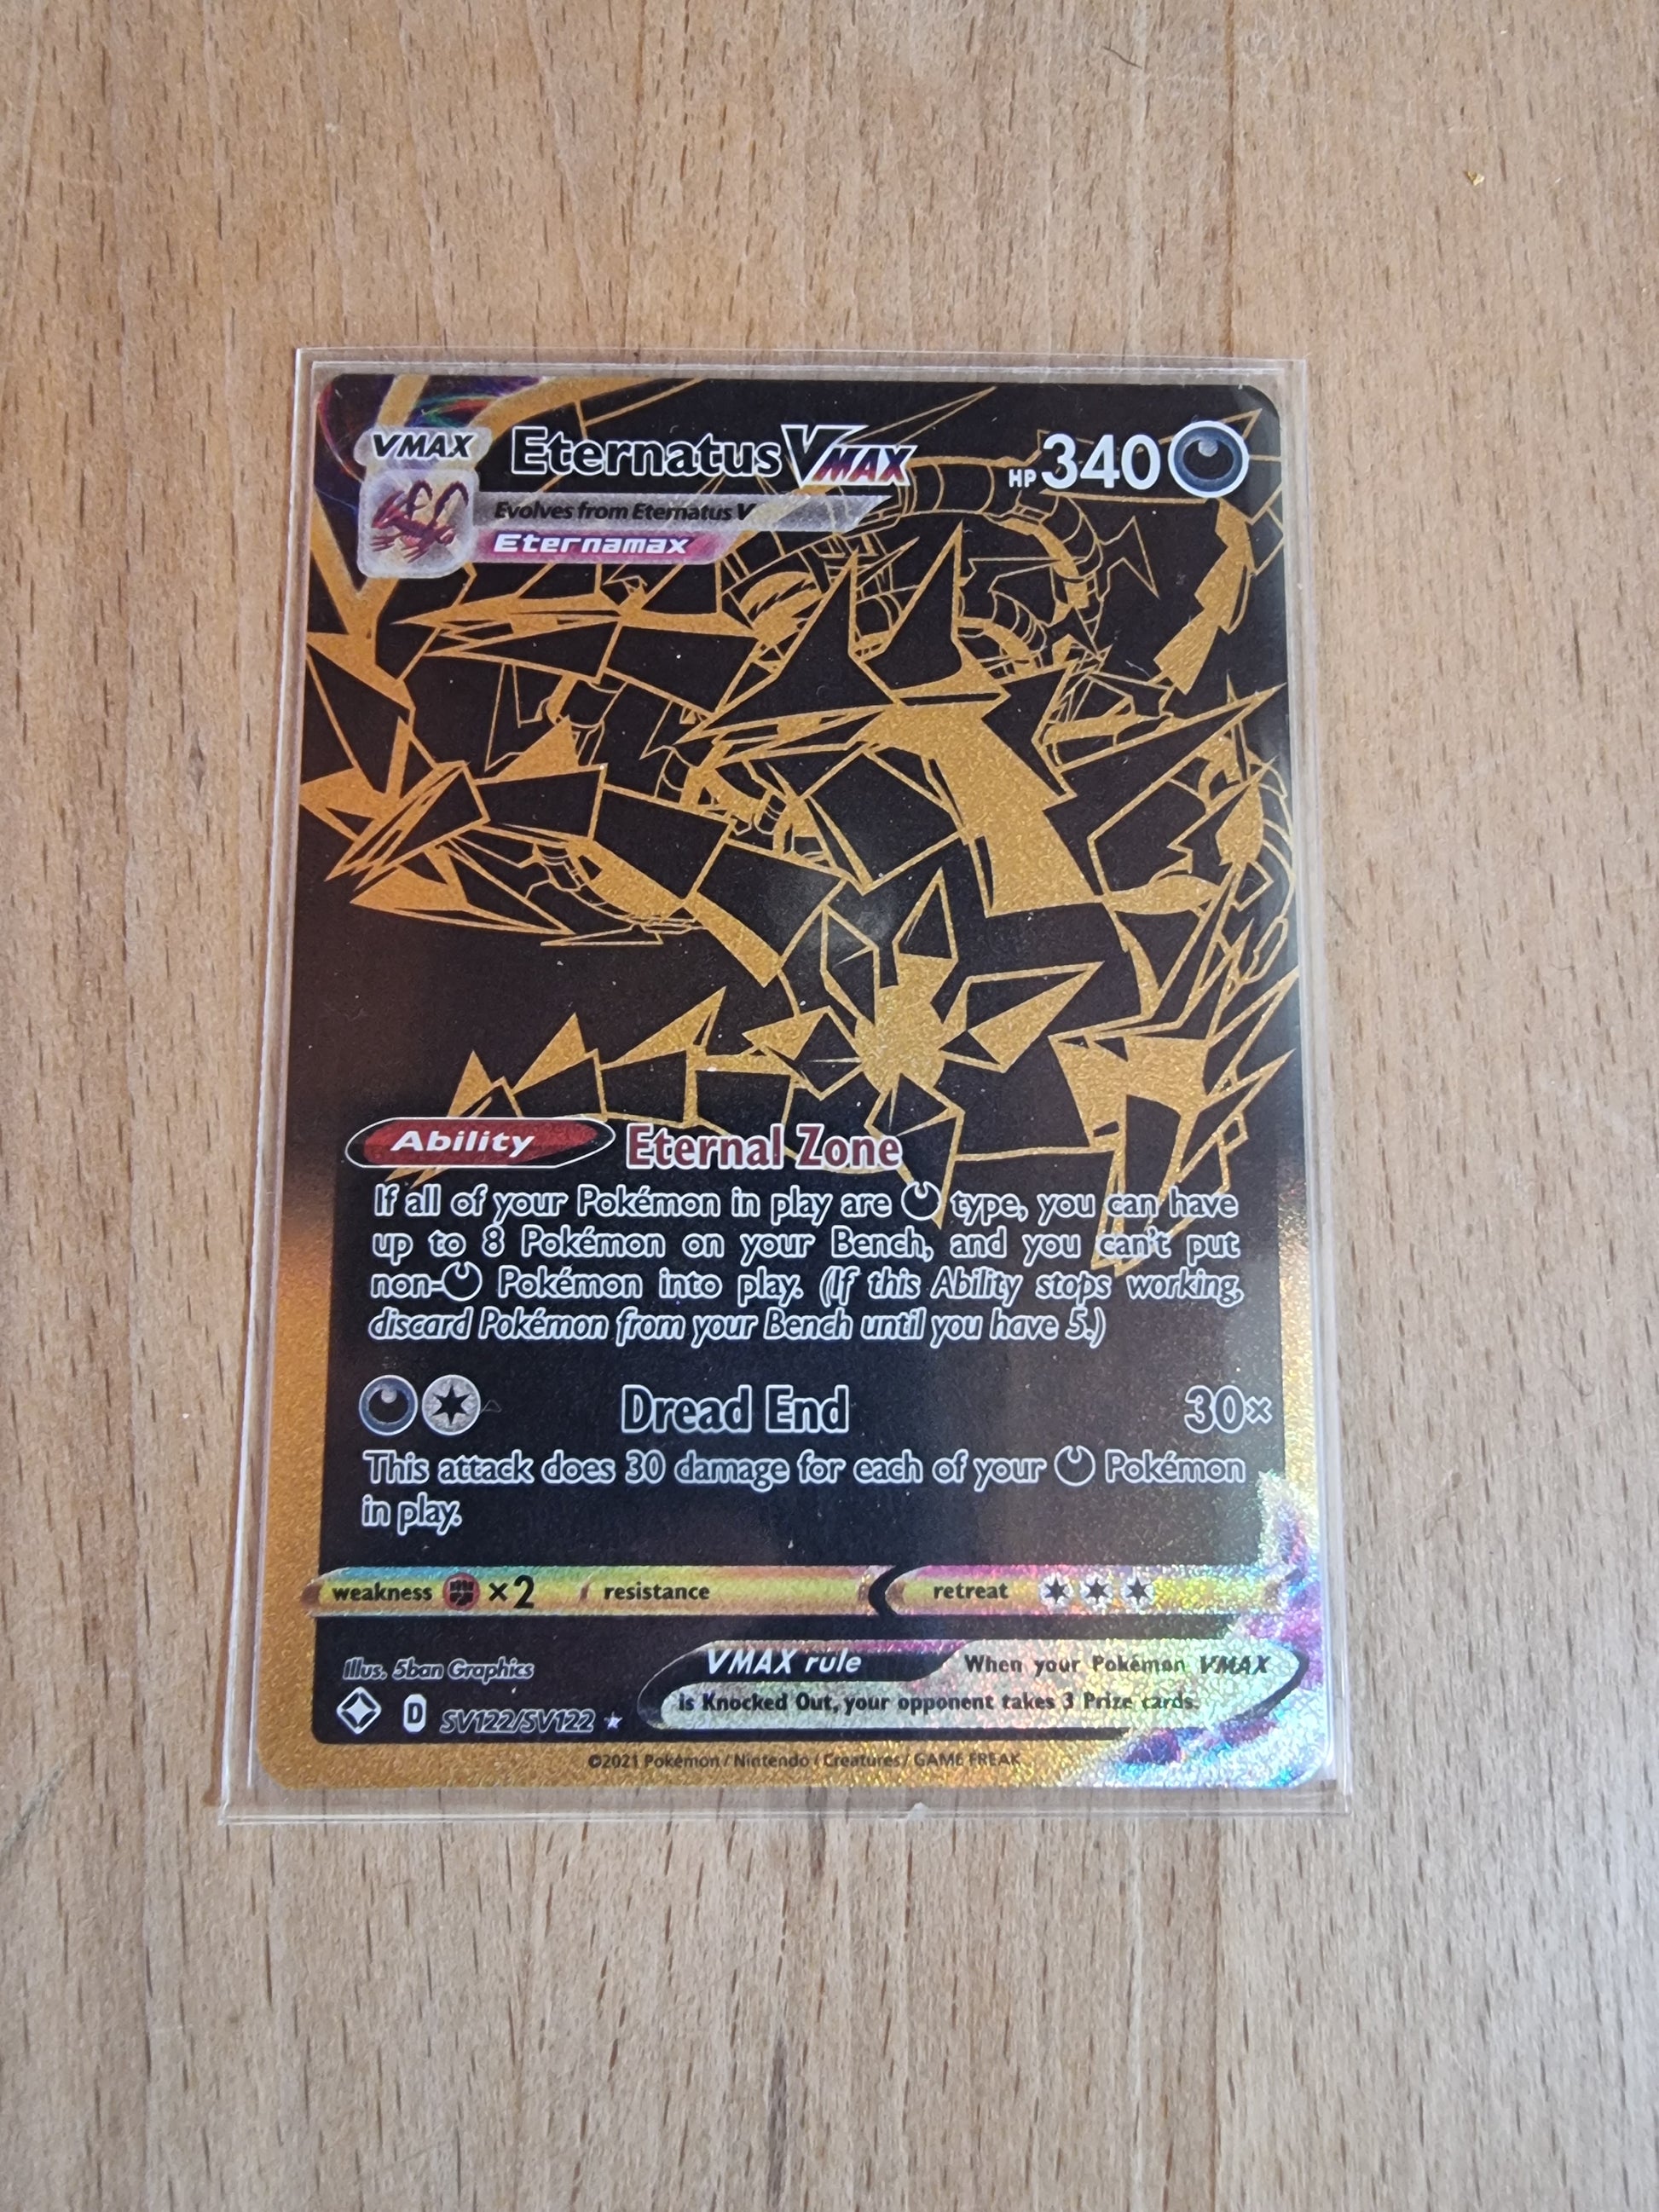 VMAX Eternatus VMAX HP 340
Evolves from Eternatus V
Eternamax
Ability Eternal Zone
If all of your Pokémon in play are type, you can have
up to 8 Pokémon on your Bench, and you can't put
non- Pokémon into play. (If this Ability stops working,
discard Pokémon from your Bench until you have 5.)
Dread End 30×
This attack does 30 damage for each of your Pokémon
in play.
weakness ×2 resistance retreat
Illus. 5ban Graphics
VMAX rule When your Pokémon VMAX
is Knocked Out, your opponent takes 3 Prize cards.
D SV122/SV122
©2021 Pokémon / Nintendo / Creatures / GAME FREAK